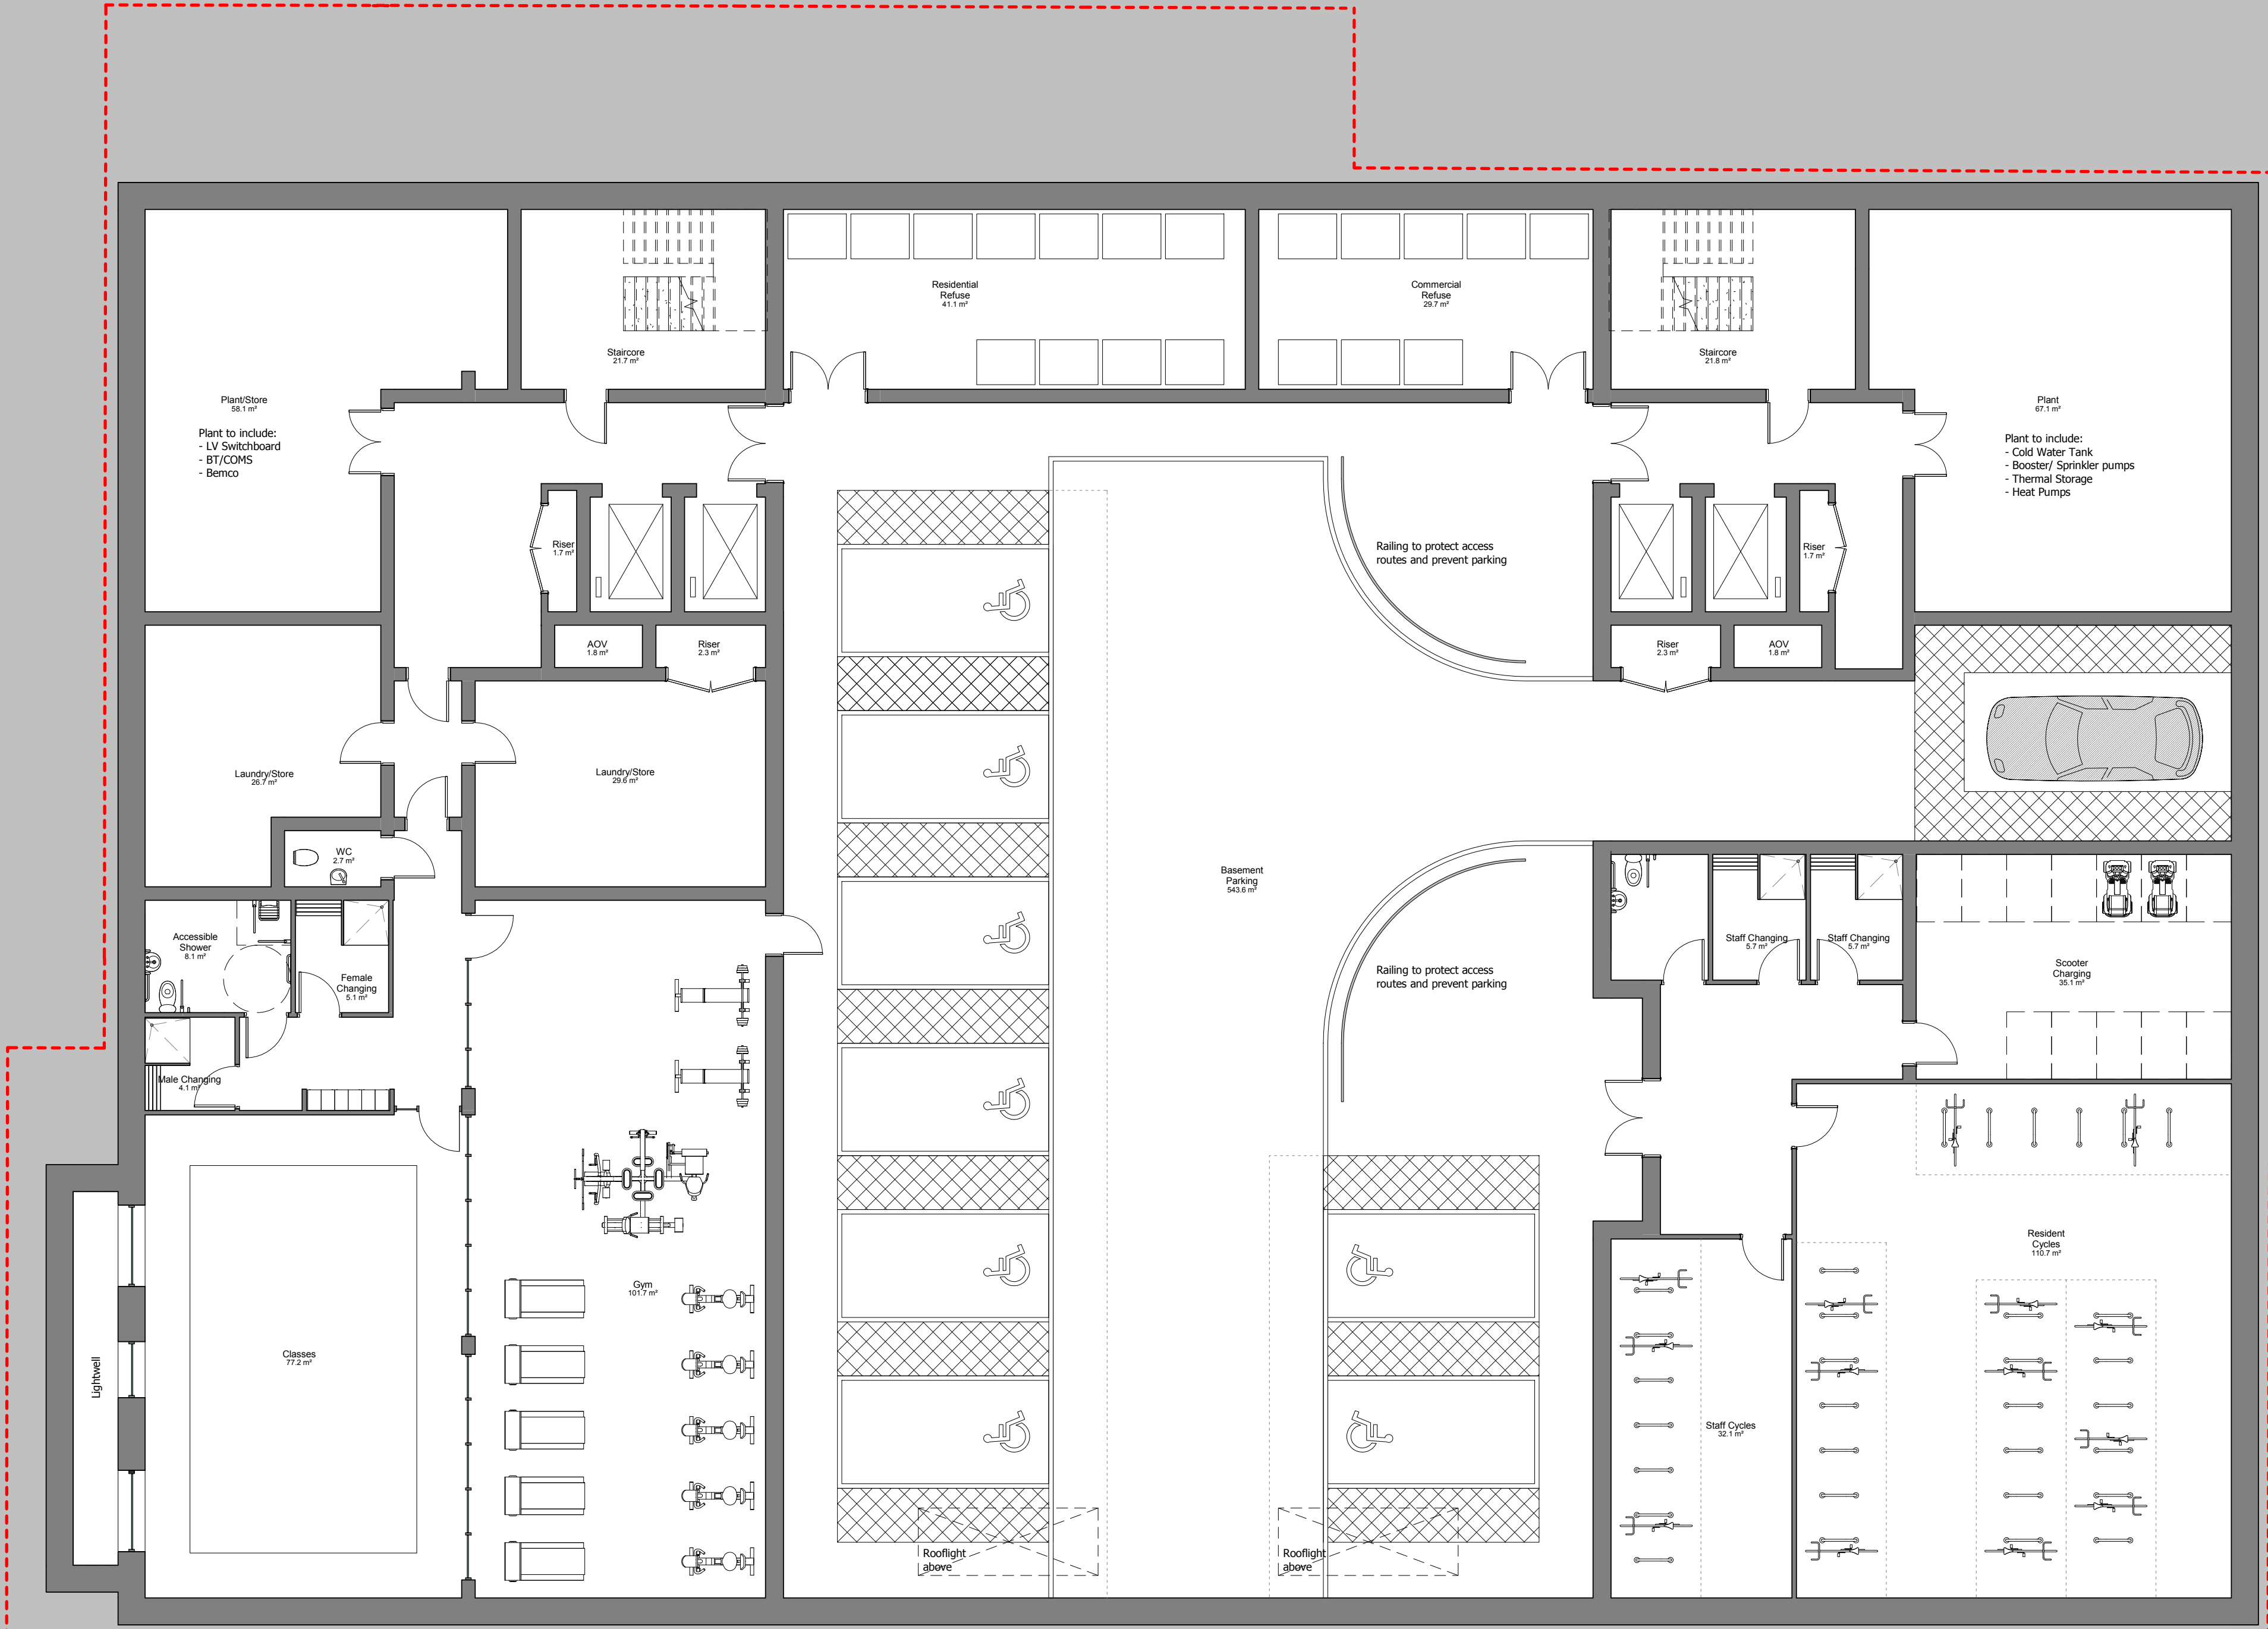 Residential
Refuse
41.1 m²
Commercial
Refuse
29.7 m²
Staircore
21.7 m²
Staircore
21.8 m²
Plant/Store
58.1 m²
Plant to include:
- LV Switchboard
- BT/COMS
- Bemco
Plant
67.1 m²
Plant to include:
- Cold Water Tank
- Booster/ Sprinkler pumps
- Thermal Storage
- Heat Pumps
Riser
1.7 m²
Railing to protect access
routes and prevent parking
Riser
1.7 m²
AOV
1.8 m²
Riser
2.3 m²
Riser
2.3 m²
AOV
1.8 m²
Laundry/Store
26.7 m²
Laundry/Store
29.6 m²
WC
2.7 m²
Basement
Parking
543.6 m²
Accessible
Shower
8.1 m²
Female
Changing
5.1 m²
Male Changing
4.1 m²
Railing to protect access
routes and prevent parking
Staff Changing
5.7 m²
Staff Changing
5.7 m²
Scooter
Charging
35.1 m²
Resident
Cycles
110.7 m²
Gym
101.7 m²
Classes
77.2 m²
Lightwell
Staff Cycles
32.1 m²
Rooflight
above
Rooflight
above